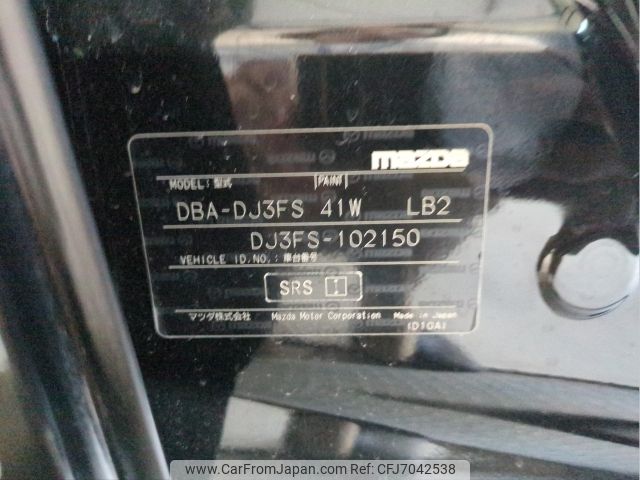 mazda
MODEL:型式 PAINT
DBA-DJ3FS 41W LB2
DJ3FS-102150
VEHICLE ID.NO.:車台番号
SRS
マツダ株式会社 Mazda Motor Corporation Made in Japan
(D10A)
www.CarFromJapan.com | © CarFromJapan.com | Ref CFJ7042538